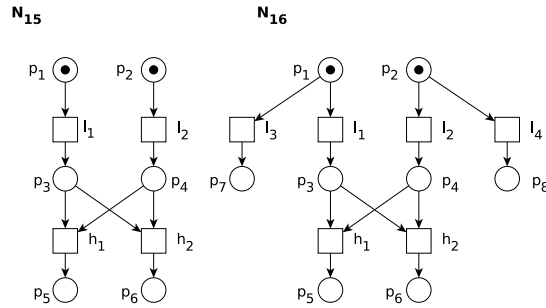 N15 N16
p1 p2 p1 p2
l1 l2 l3 l1 l2 l4
p3 p4 p7 p3 p4 p8
h1 h2 h1 h2
p5 p6 p5 p6